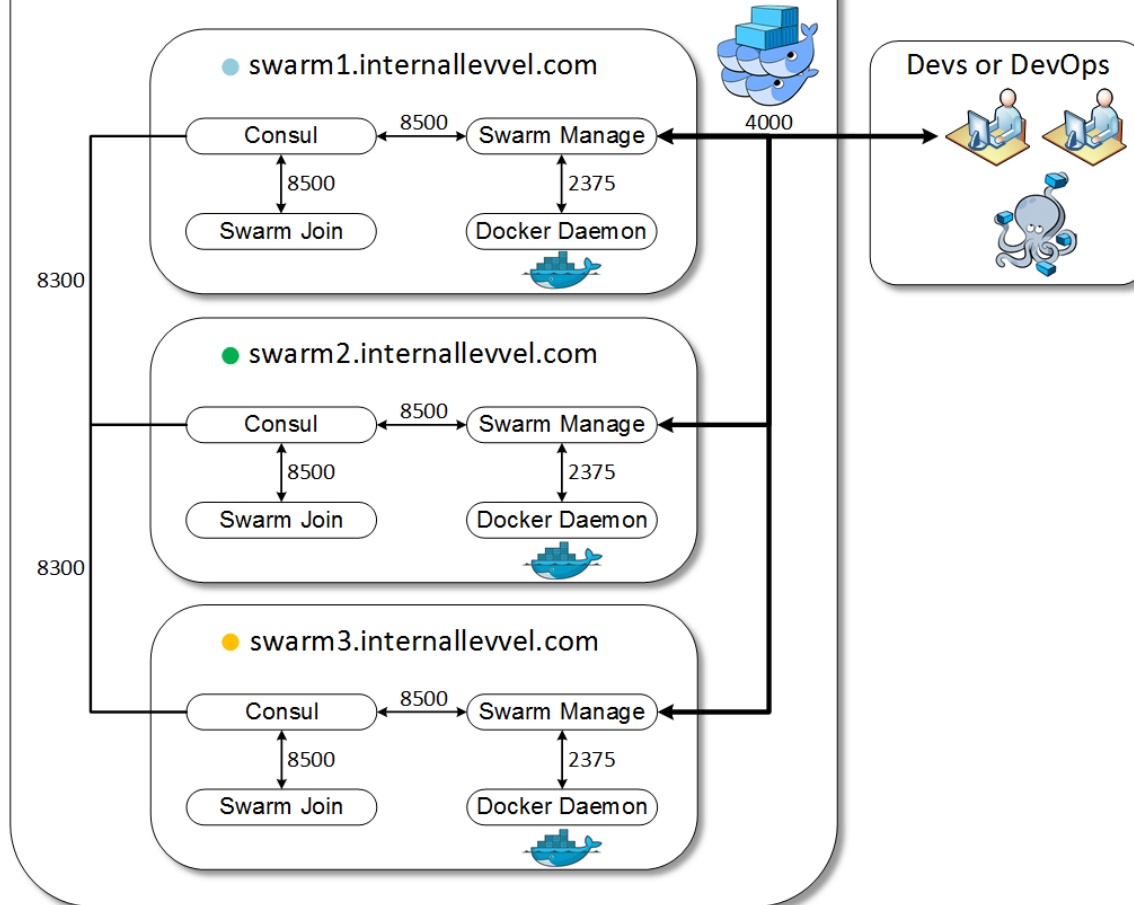 swarm1.internallevvel.com
Devs or DevOps
4000
Consul
8500
Swarm Manage
8500
2375
Swarm Join
Docker Daemon
8300
swarm2.internallevvel.com
Consul
8500
Swarm Manage
8500
2375
Swarm Join
Docker Daemon
8300
swarm3.internallevvel.com
Consul
8500
Swarm Manage
8500
2375
Swarm Join
Docker Daemon